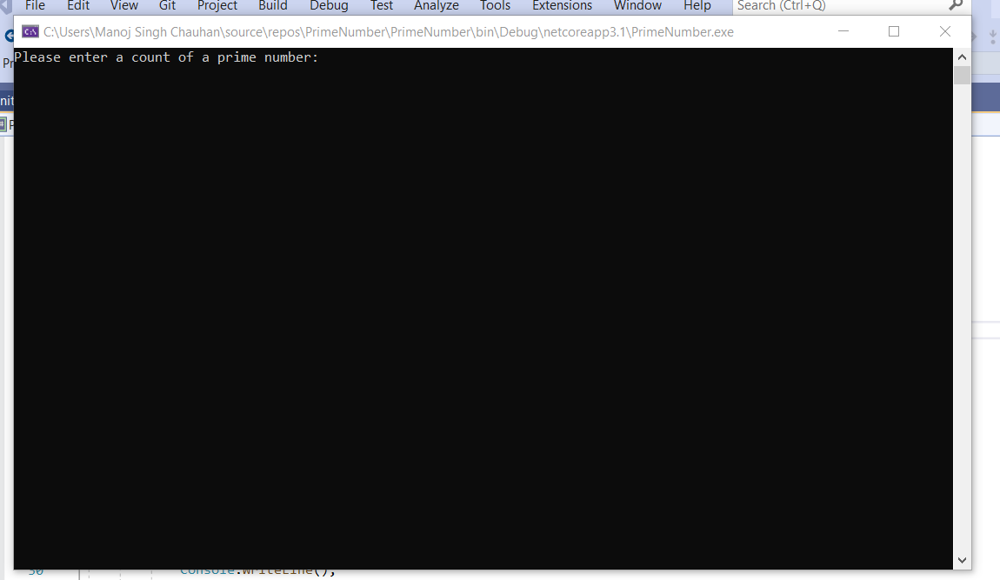 File Edit View Git Project Build Debug Test Analyze Tools Extensions Window Help Search (Ctrl+Q)
C:\Users\Manoj Singh Chauhan\source\repos\PrimeNumber\PrimeNumber\bin\Debug\netcoreapp3.1\PrimeNumber.exe
Please enter a count of a prime number:
30 Console.WriteLine();